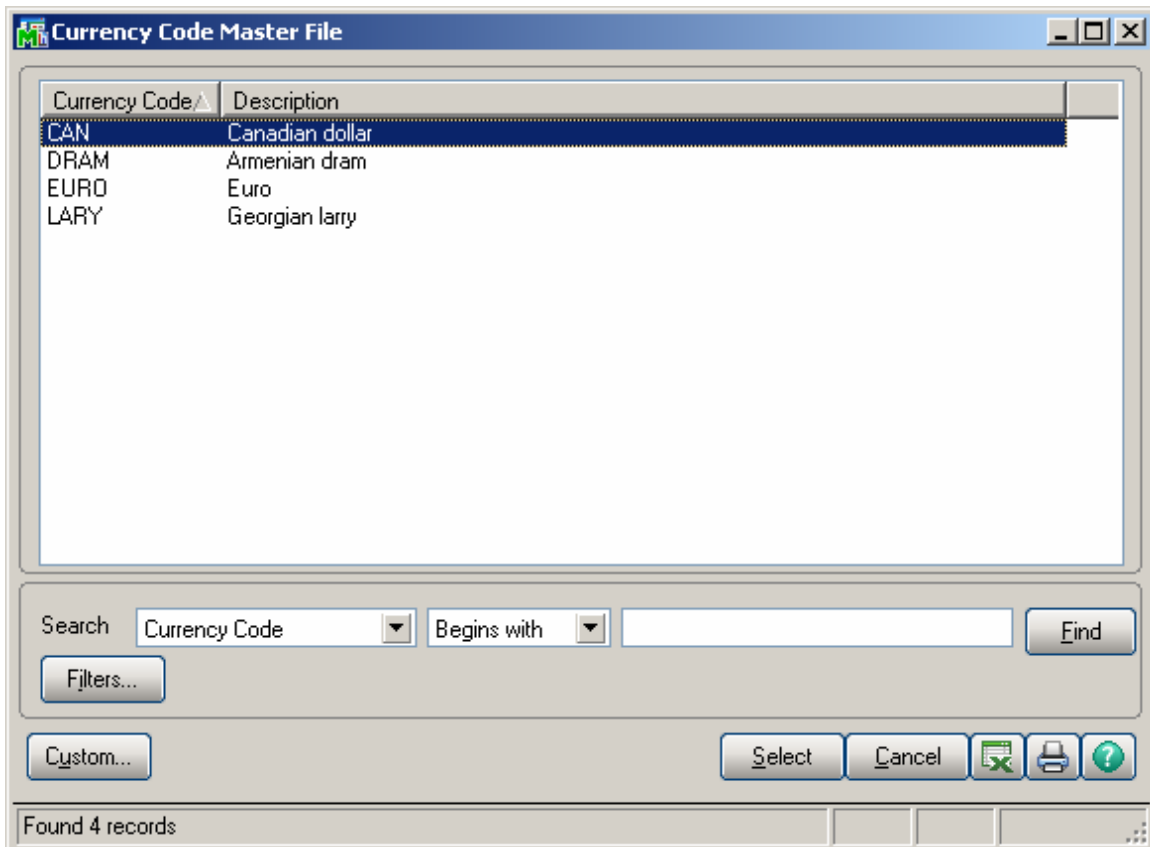 Currency Code Master File
Currency Code Description
CAN Canadian dollar
DRAM Armenian dram
EURO Euro
LARY Georgian larry
Search Currency Code Begins with Find
Filters...
Custom... Select Cancel
Found 4 records